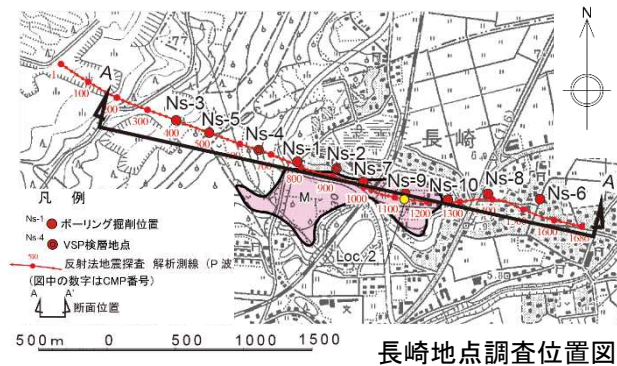 N
A
77
1
100
200
300
400
500
700
800
900
1000
1100
1200
1300
1600
1680
Ns-3
Ns-5
Ns-4
Ns-1
Ns-2
Ns-7
Ns-9
Ns-10
Ns-8
Ns-6
A
長崎
M
Loc. 2
凡 例
Ns-1 ボーリング掘削位置
Ns-4 VSP検層地点
500 反射法地震探査 解析測線 (P 波
(図中の数字はCMP番号)
A A' 断面位置
500m 0 500 1000 1500
長崎地点調査位置図